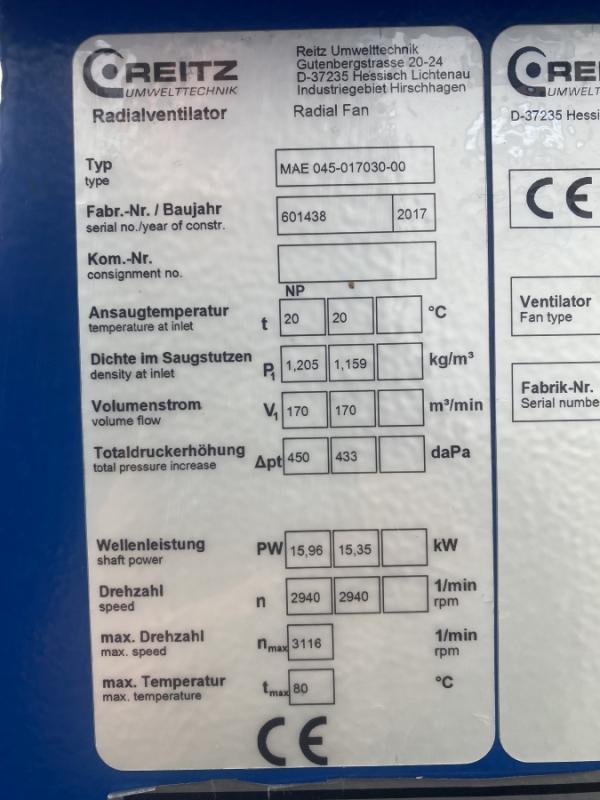 REITZ
UMWELTTECHNIK
Reitz Umwelttechnik
Gutenbergstrasse 20-24
D-37235 Hessisch Lichtenau
Industriegebiet Hirschhagen
Radialventilator Radial Fan
Typ
type
MAE 045-017030-00
Fabr.-Nr. / Baujahr
serial no./year of constr.
601438 2017
Kom.-Nr.
consignment no.
NP
Ansaugtemperatur
temperature at inlet
t 20 20 °C
Dichte im Saugstutzen
density at inlet
P1 1,205 1,159 kg/m³
Volumenstrom
volume flow
V1 170 170 m³/min
Totaldruckerhöhung
total pressure increase
Δpt 450 433 daPa
Wellenleistung
shaft power
PW 15,96 15,35 kW
Drehzahl
speed
n 2940 2940 1/min
rpm
max. Drehzahl
max. speed
nmax 3116 1/min
rpm
max. Temperatur
max. temperature
tmax 80 °C
CE
REI
UMWELT
D-37235 Hessis
CE
Ventilator
Fan type
Fabrik-Nr.
Serial numbe